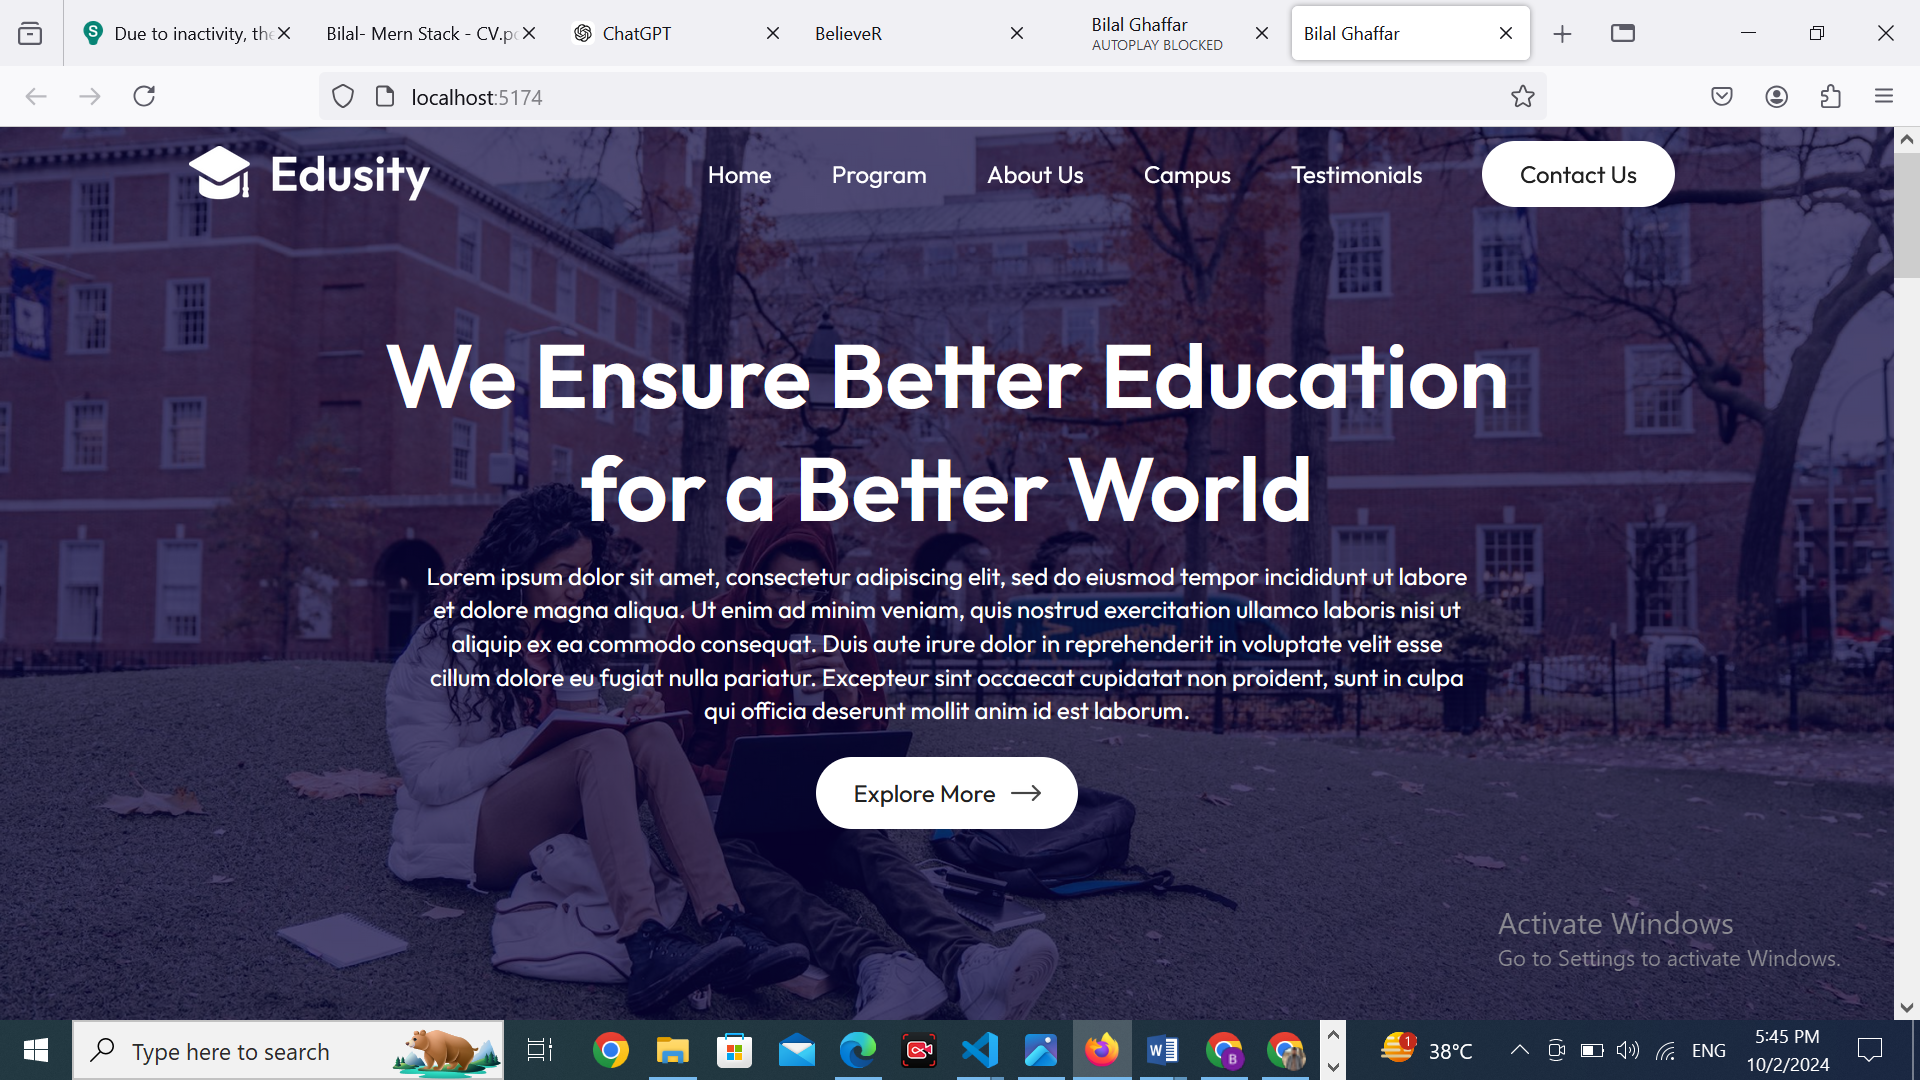 Due to inactivity, the
Bilal- Mern Stack - CV.pd
ChatGPT
BelieveR
Bilal Ghaffar
AUTOPLAY BLOCKED
Bilal Ghaffar
localhost:5174
Edusity
Home
Program
About Us
Campus
Testimonials
Contact Us
We Ensure Better Education
for a Better World
Lorem ipsum dolor sit amet, consectetur adipiscing elit, sed do eiusmod tempor incididunt ut labore
et dolore magna aliqua. Ut enim ad minim veniam, quis nostrud exercitation ullamco laboris nisi ut
aliquip ex ea commodo consequat. Duis aute irure dolor in reprehenderit in voluptate velit esse
cillum dolore eu fugiat nulla pariatur. Excepteur sint occaecat cupidatat non proident, sunt in culpa
qui officia deserunt mollit anim id est laborum.
Explore More
Activate Windows
Go to Settings to activate Windows.
Type here to search
B
1
38°C
ENG
5:45 PM
10/2/2024